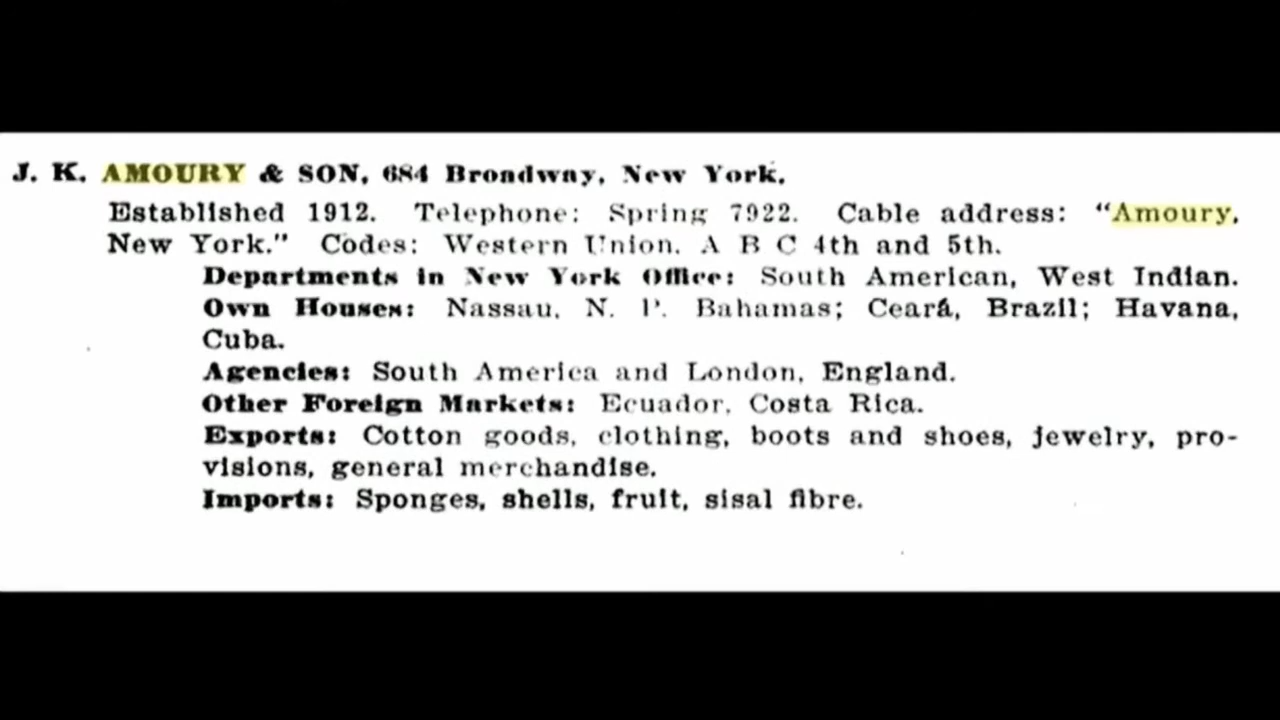 J. K. AMOURY & SON, 684 Broadway, New York.
Established 1912. Telephone: Spring 7922. Cable address: “Amoury,
New York.” Codes: Western Union. A B C 4th and 5th.
Departments in New York Office: South American, West Indian.
Own Houses: Nassau, N. P. Bahamas; Ceará, Brazil; Havana,
Cuba.
Agencies: South America and London, England.
Other Foreign Markets: Ecuador, Costa Rica.
Exports: Cotton goods, clothing, boots and shoes, jewelry, pro-
visions, general merchandise.
Imports: Sponges, shells, fruit, sisal fibre.